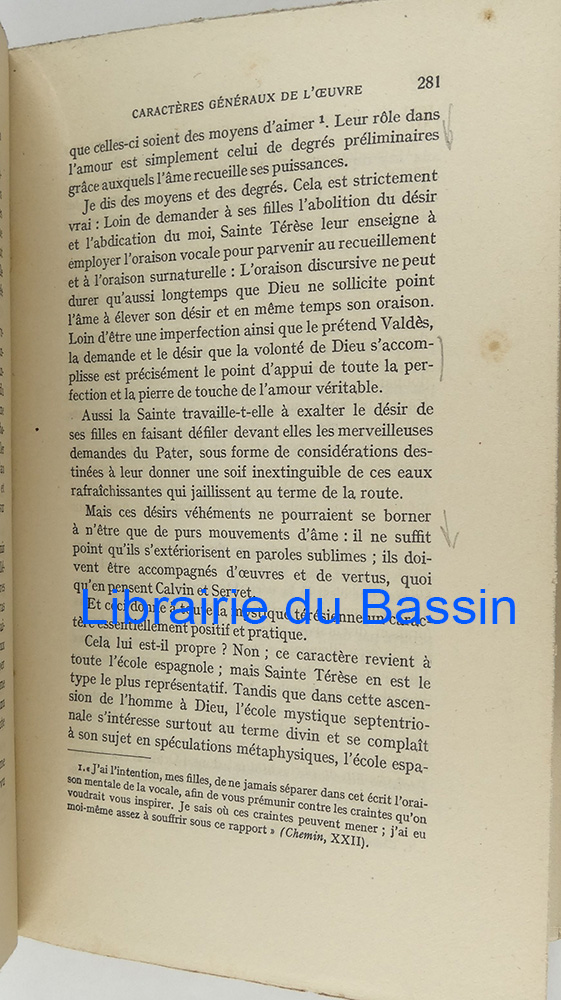 CARACTÈRES GÉNÉRAUX DE L'ŒUVRE 281
que celles-ci soient des moyens d'aimer ¹. Leur rôle dans
l'amour est simplement celui de degrés préliminaires
grâce auxquels l'âme recueille ses puissances.
Je dis des moyens et des degrés. Cela est strictement
vrai : Loin de demander à ses filles l'abolition du désir
et l'abdication du moi, Sainte Térèse leur enseigne à
employer l'oraison vocale pour parvenir au recueillement
et à l'oraison surnaturelle : L'oraison discursive ne peut
durer qu'aussi longtemps que Dieu ne sollicite point
l'âme à élever son désir et en même temps son oraison.
Loin d'être une imperfection ainsi que le prétend Valdès,
la demande et le désir que la volonté de Dieu s'accom-
plisse est précisément le point d'appui de toute la per-
fection et la pierre de touche de l'amour véritable.
Aussi la Sainte travaille-t-elle à exalter le désir de
ses filles en faisant défiler devant elles les merveilleuses
demandes du Pater, sous forme de considérations des-
tinées à leur donner une soif inextinguible de ces eaux
rafraîchissantes qui jaillissent au terme de la route.
Mais ces désirs véhéments ne pourraient se borner
à n'être que de purs mouvements d'âme : il ne suffit
point qu'ils s'extériorisent en paroles sublimes ; ils doi-
vent être accompagnés d'œuvres et de vertus, quoi
qu'en pensent Calvin et Servet.
Et ceci donne à toute la mystique térésienne un carac-
Librairie du Bassin
tère essentiellement positif et pratique.
Cela lui est-il propre ? Non ; ce caractère revient à
toute l'école espagnole ; mais Sainte Térèse en est le
type le plus représentatif. Tandis que dans cette ascen-
sion de l'homme à Dieu, l'école mystique septentrio-
nale s'intéresse surtout au terme divin et se complaît
à son sujet en spéculations métaphysiques, l'école espa-
1. « J'ai l'intention, mes filles, de ne jamais séparer dans cet écrit l'orai-
son mentale de la vocale, afin de vous prémunir contre les craintes qu'on
voudrait vous inspirer. Je sais où ces craintes peuvent mener ; j'ai eu
moi-même assez à souffrir sous ce rapport » (Chemin, XXII).